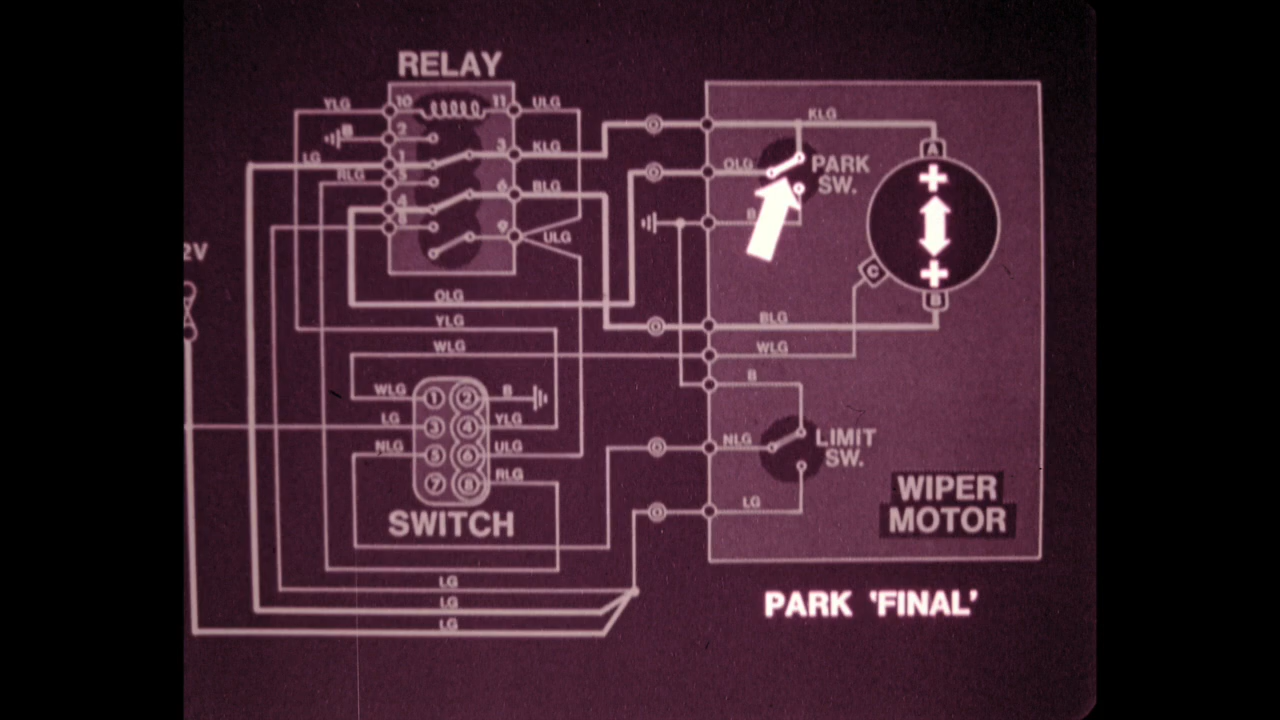 RELAY
YLG 10 11 ULG
B 2
LG 1 3 KLG
RLG 5
4 6 BLG
8
9 ULG
OLG
YLG
WLG
2V
WLG 1 2 B
LG 3 4 YLG
NLG 5 6 ULG
7 8 RLG
SWITCH
LG
LG
LG
KLG
OLG PARK
SW.
B
A
+
+
B
C
BLG
WLG
B
NLG LIMIT
SW.
LG
WIPER
MOTOR
PARK 'FINAL'